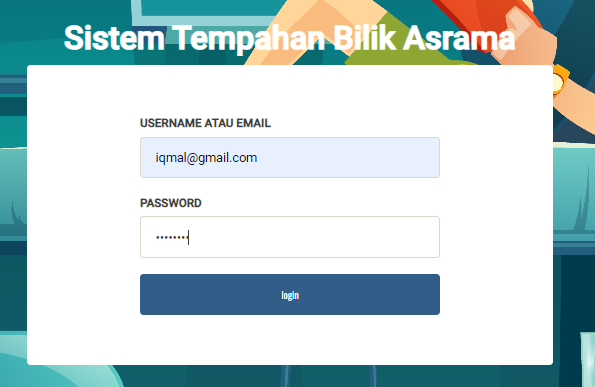 Sistem Tempahan Bilik Asrama
USERNAME ATAU EMAIL
iqmal@gmail.com
PASSWORD
••••••••
login